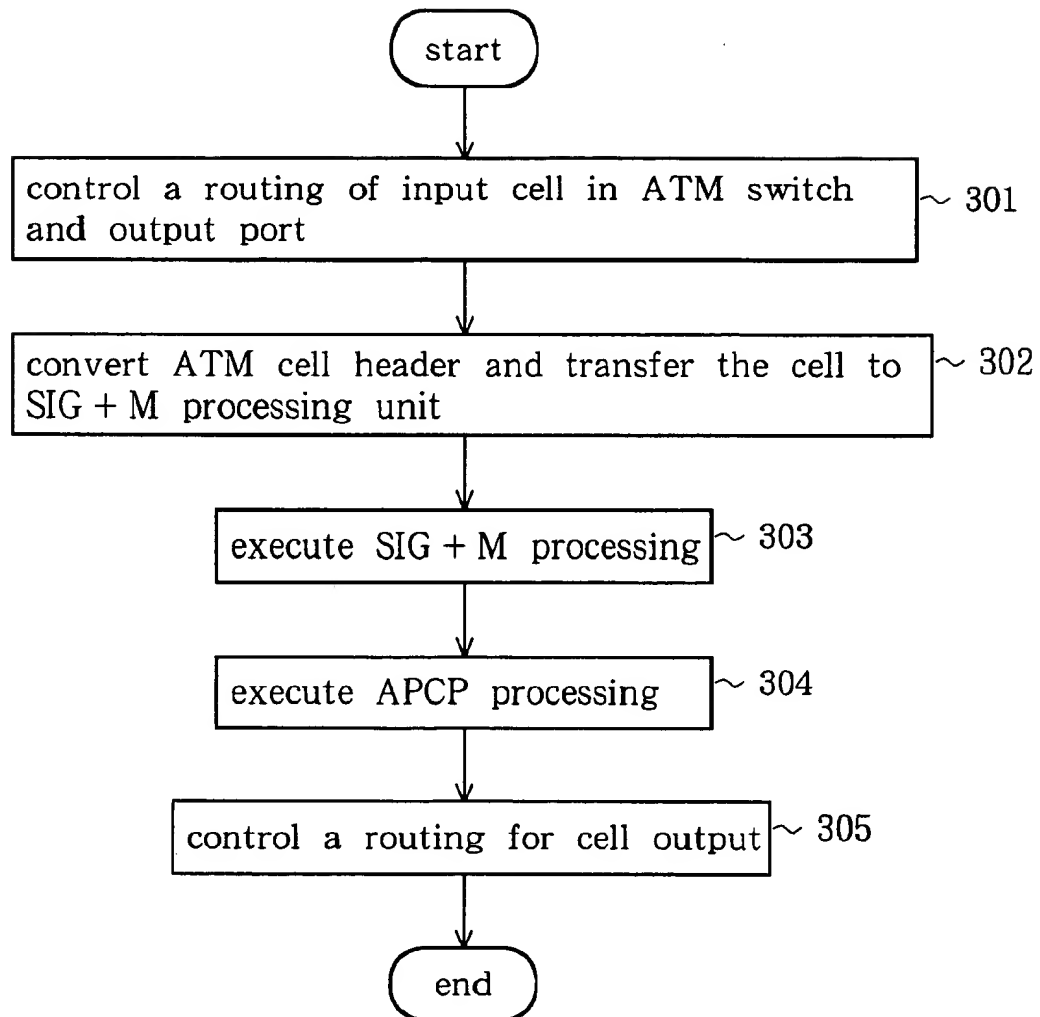 start
control a routing of input cell in ATM switch
and output port
~ 301
convert ATM cell header and transfer the cell to
SIG + M processing unit
~ 302
execute SIG + M processing
~ 303
execute APCP processing
~ 304
control a routing for cell output
~ 305
end